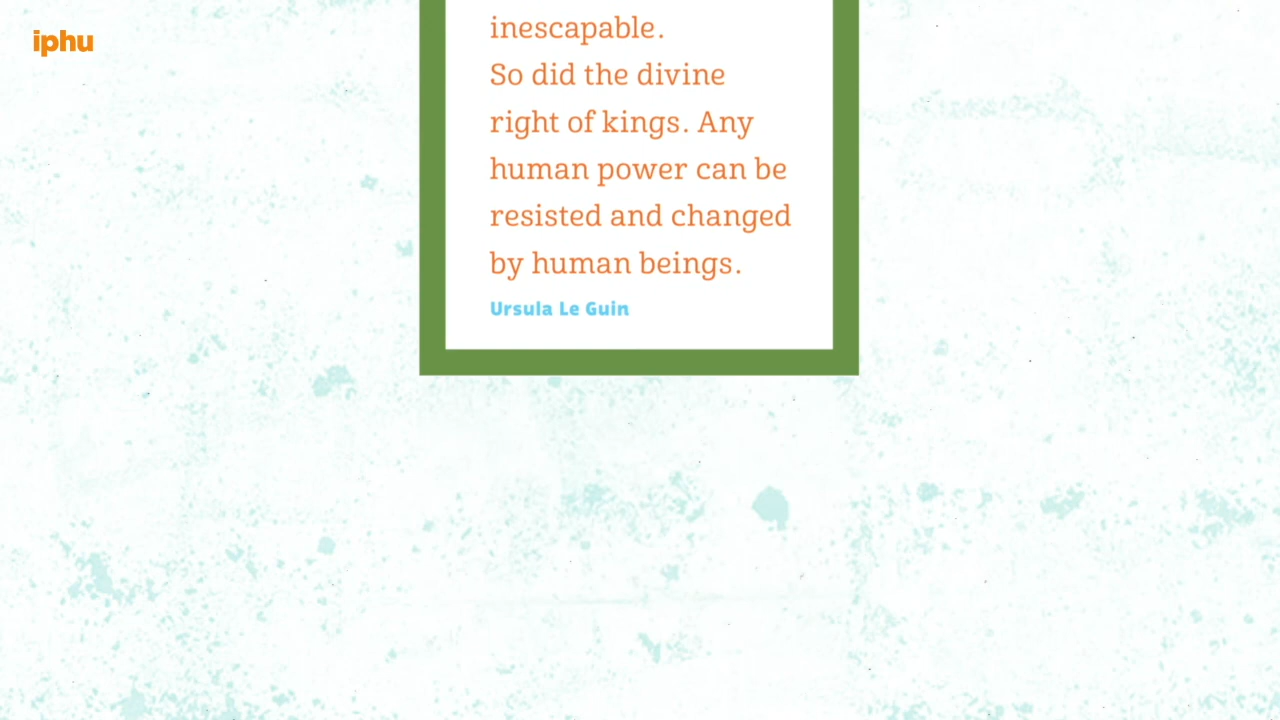 iphu
inescapable.
So did the divine
right of kings. Any
human power can be
resisted and changed
by human beings.
Ursula Le Guin